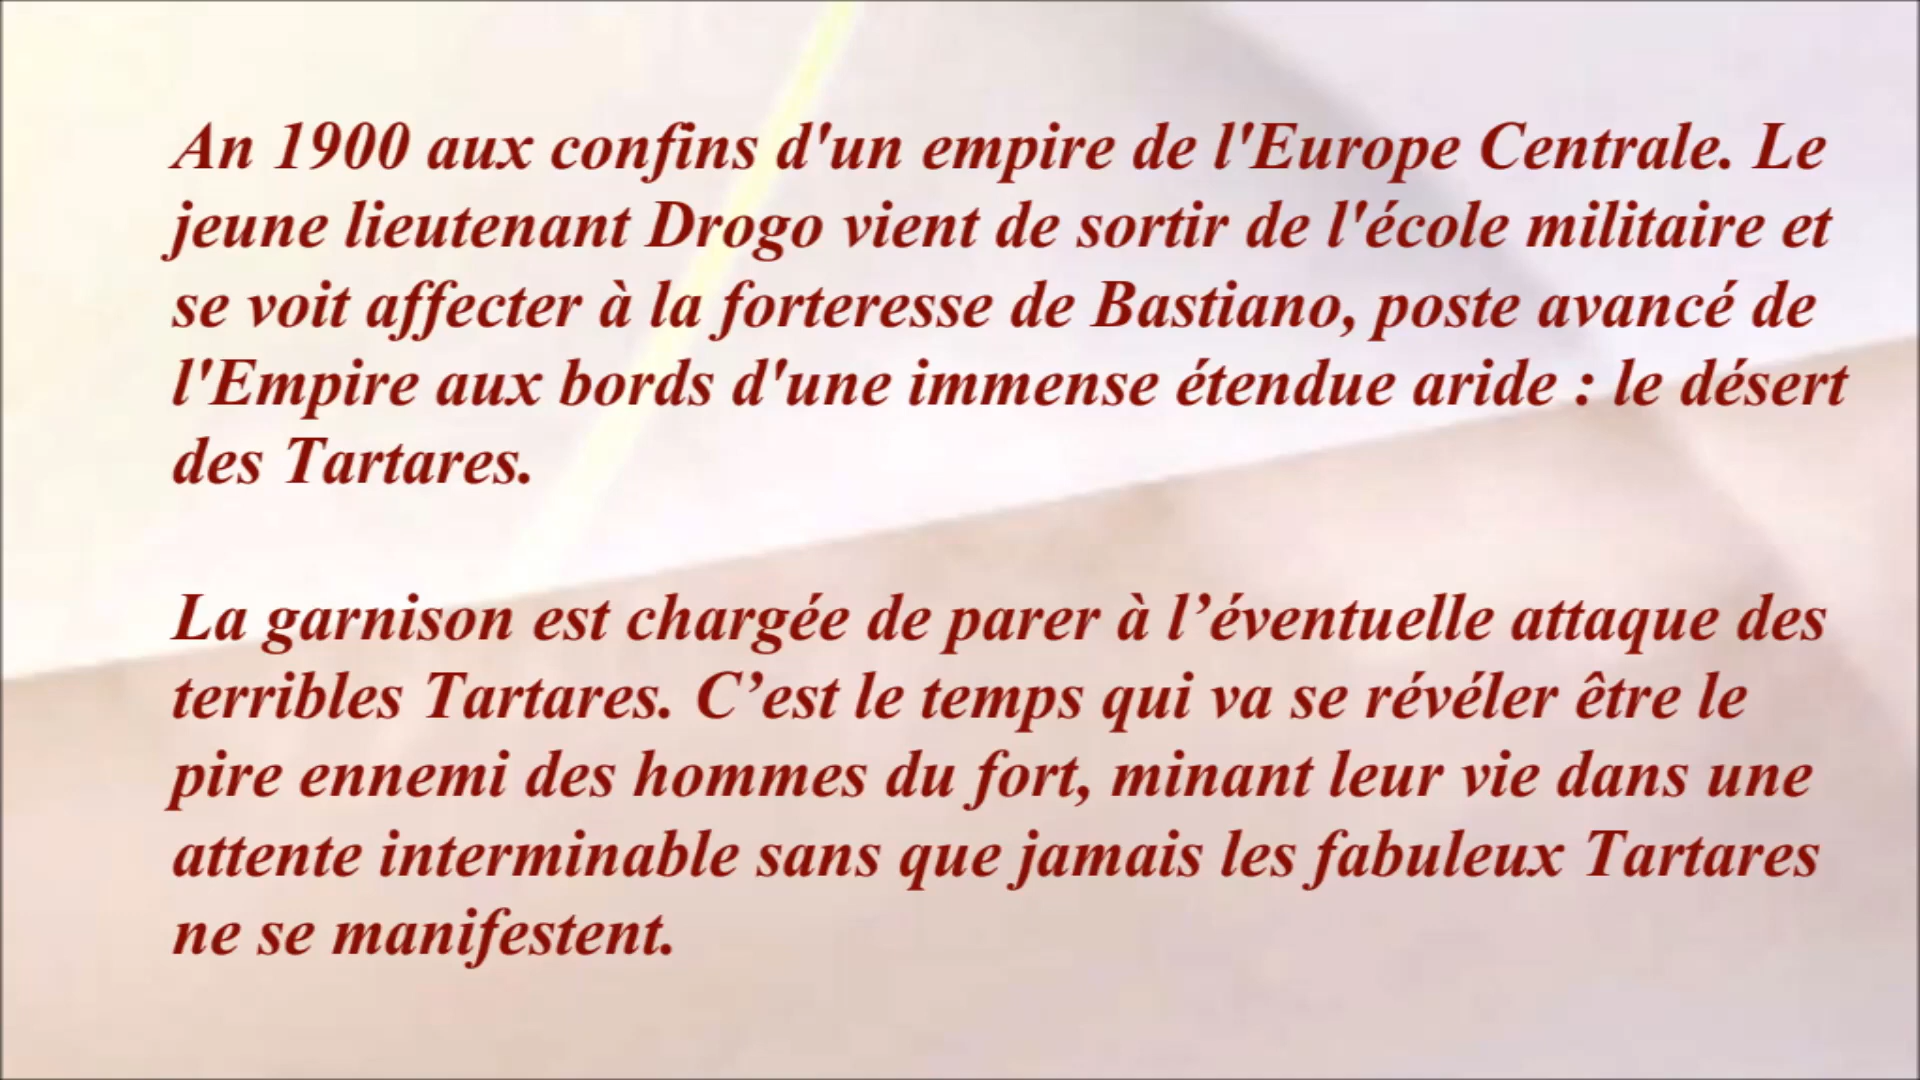 An 1900 aux confins d'un empire de l'Europe Centrale. Le
jeune lieutenant Drogo vient de sortir de l'école militaire et
se voit affecter à la forteresse de Bastiano, poste avancé de
l'Empire aux bords d'une immense étendue aride : le désert
des Tartares.
La garnison est chargée de parer à l’éventuelle attaque des
terribles Tartares. C’est le temps qui va se révéler être le
pire ennemi des hommes du fort, minant leur vie dans une
attente interminable sans que jamais les fabuleux Tartares
ne se manifestent.